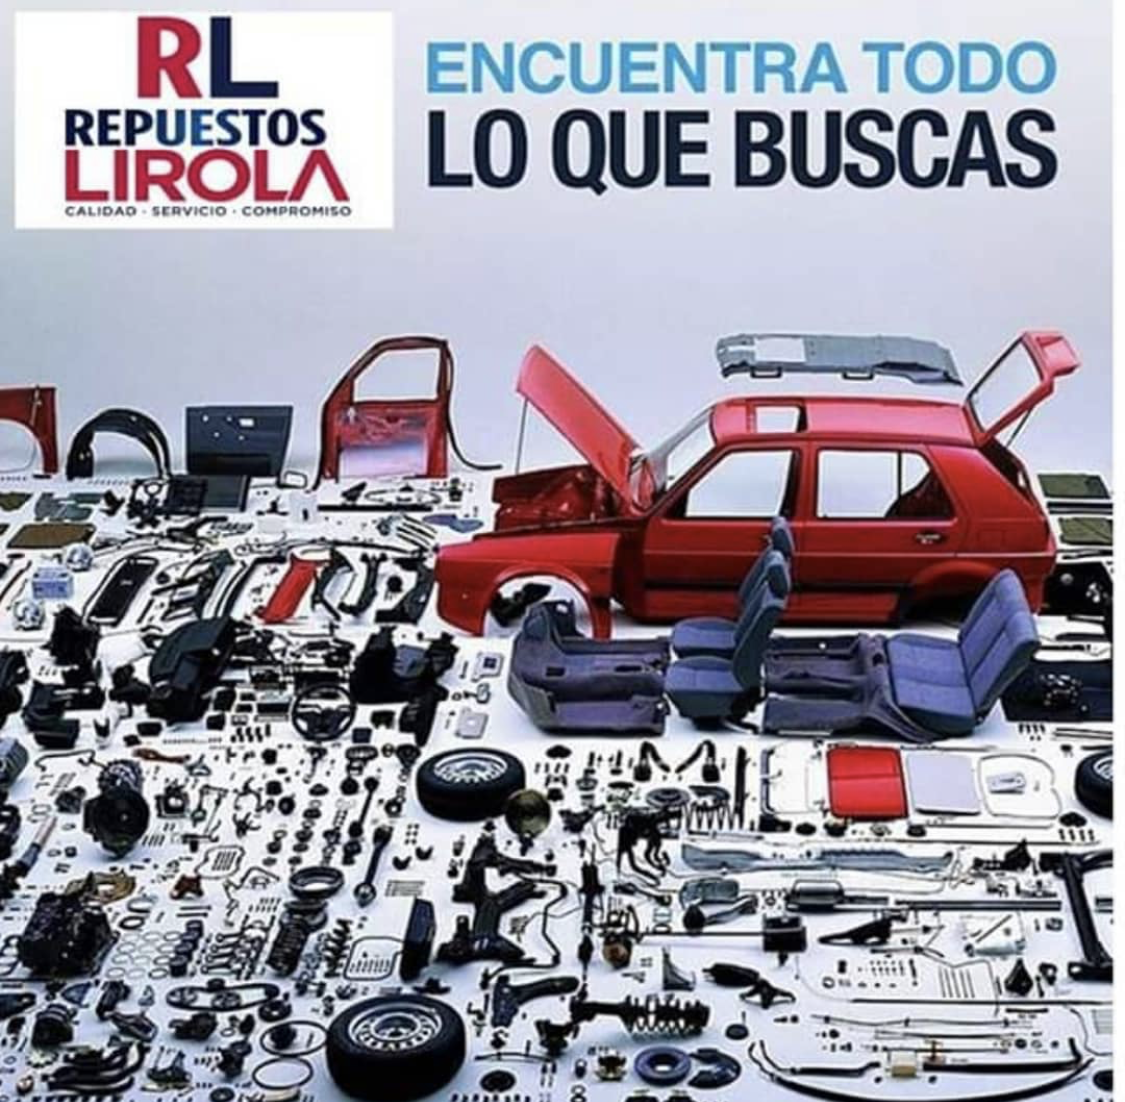 RL
REPUESTOS
LIROLA
CALIDAD · SERVICIO · COMPROMISO
ENCUENTRA TODO
LO QUE BUSCAS